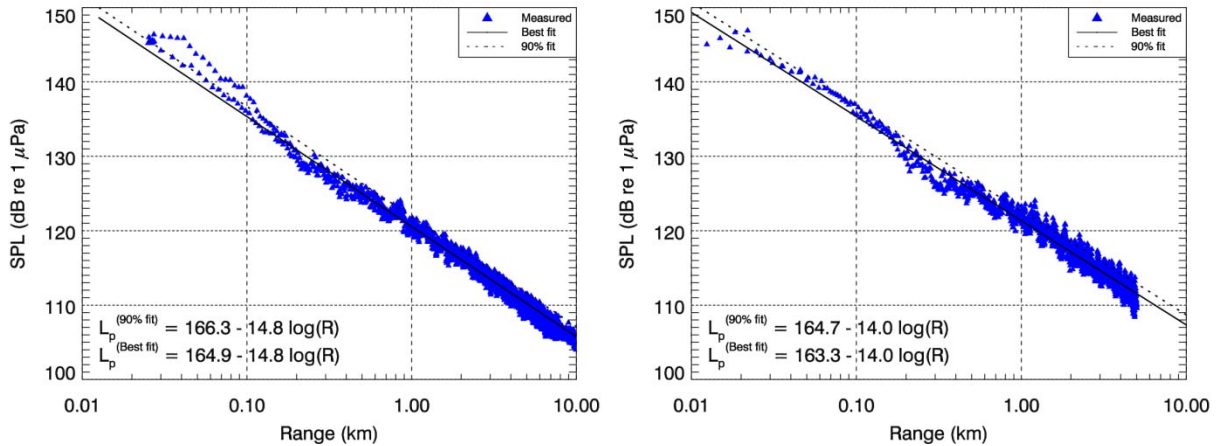 150
140
130
120
110
100
SPL (dB re 1 μPa)
Measured
Best fit
90% fit
Lp(90% fit) = 166.3 - 14.8 log(R)
Lp(Best fit) = 164.9 - 14.8 log(R)
0.01 0.10 1.00 10.00
Range (km)
150
140
130
120
110
100
SPL (dB re 1 μPa)
Measured
Best fit
90% fit
Lp(90% fit) = 164.7 - 14.0 log(R)
Lp(Best fit) = 163.3 - 14.0 log(R)
0.01 0.10 1.00 10.00
Range (km)